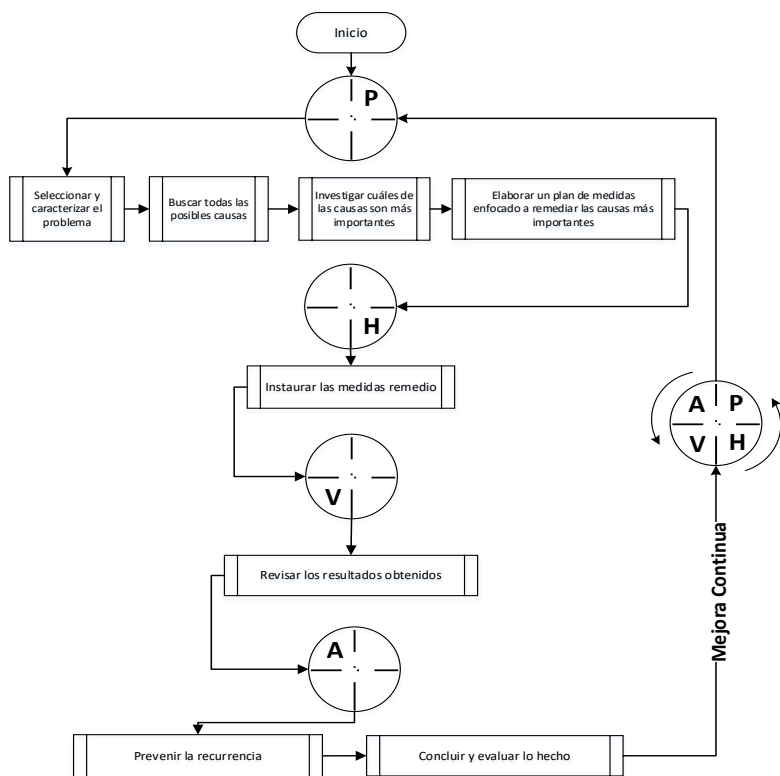 Inicio
P
Seleccionar y
caracterizar el
problema
Buscar todas las
posibles causas
Investigar cuáles de
las causas son más
importantes
Elaborar un plan de medidas
enfocado a remediar las causas más
importantes
H
Instaurar las medidas remedio
A P
V H
V
Revisar los resultados obtenidos
Mejora Continua
A
Prevenir la recurrencia
Concluir y evaluar lo hecho